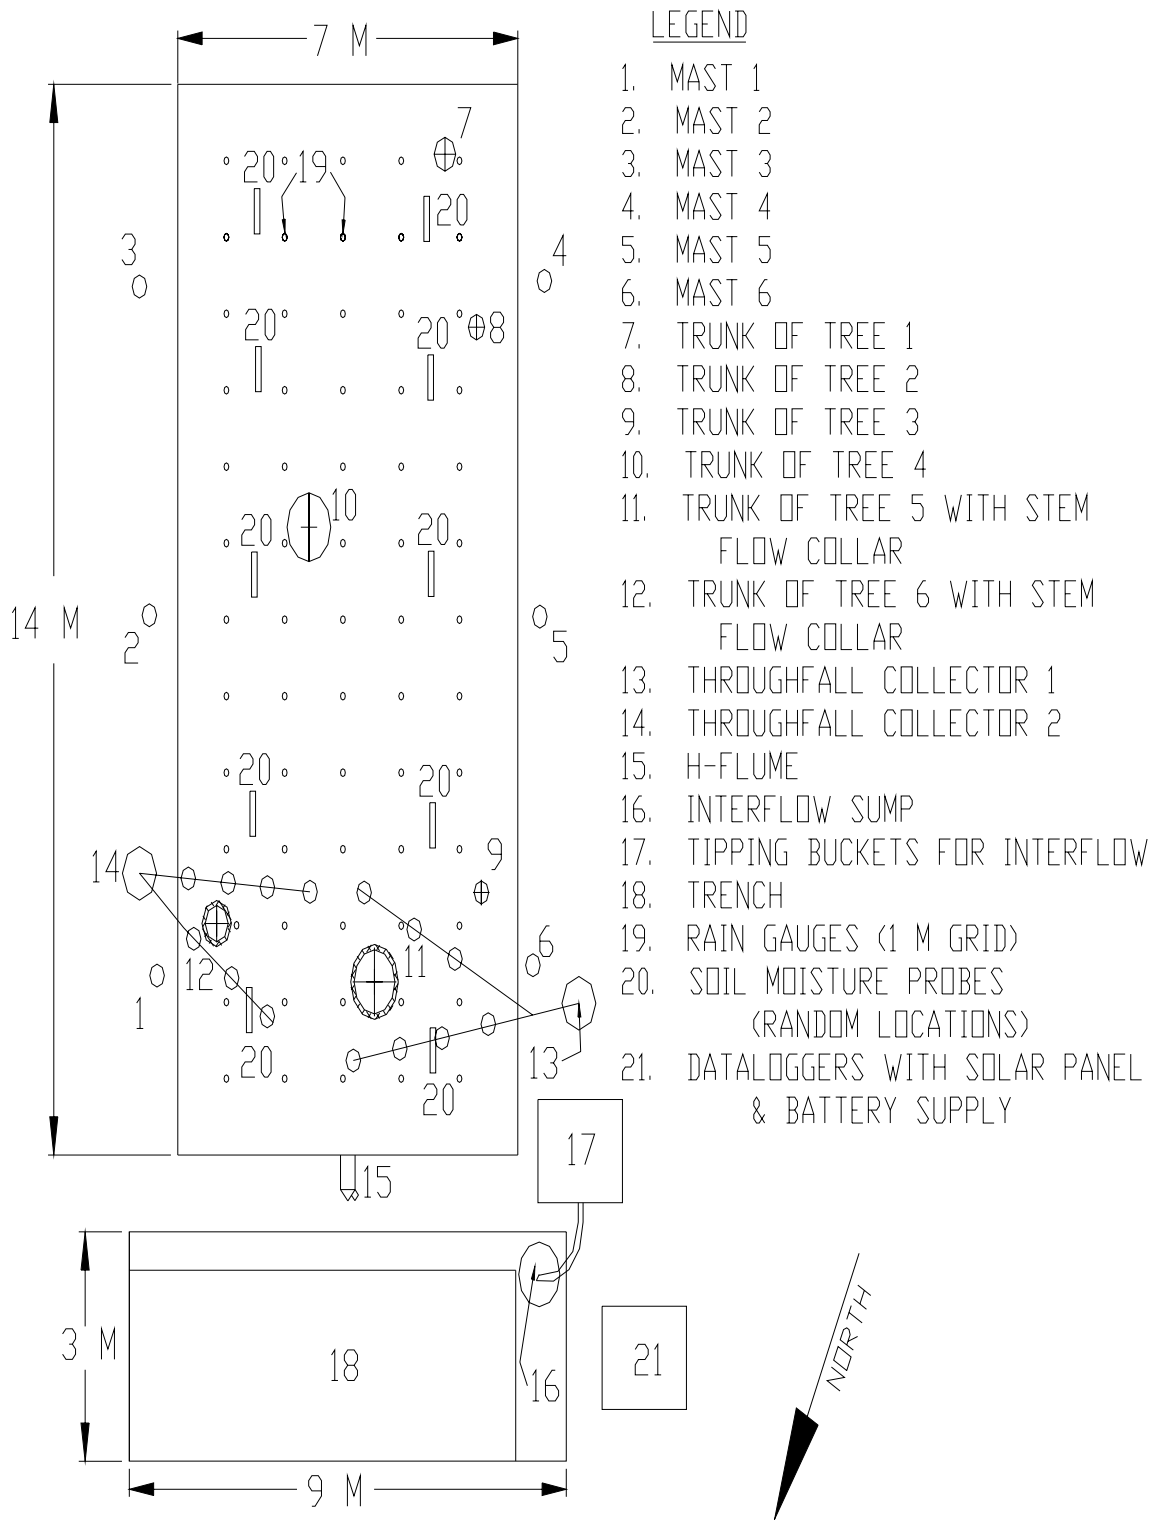 7 M
LEGEND
1. MAST 1
2. MAST 2
3. MAST 3
4. MAST 4
5. MAST 5
6. MAST 6
7. TRUNK OF TREE 1
8. TRUNK OF TREE 2
9. TRUNK OF TREE 3
10. TRUNK OF TREE 4
11. TRUNK OF TREE 5 WITH STEM
FLOW COLLAR
12. TRUNK OF TREE 6 WITH STEM
FLOW COLLAR
13. THROUGHFALL COLLECTOR 1
14. THROUGHFALL COLLECTOR 2
15. H-FLUME
16. INTERFLOW SUMP
17. TIPPING BUCKETS FOR INTERFLOW
18. TRENCH
19. RAIN GAUGES (1 M GRID)
20. SOIL MOISTURE PROBES
(RANDOM LOCATIONS)
21. DATALOGGERS WITH SOLAR PANEL
& BATTERY SUPPLY
7
20 19
20
3
4
20
20 8
10
20 20
14 M
2
5
20
20
14
9
11
6
12
1
20
13
20
17
15
3 M
18
16
21
NORTH
9 M